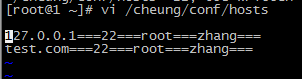 [root@1 ~]# vi /cheung/conf/hosts
127.0.0.1===22===root===zhang===
test.com===22===root===zhang===
~